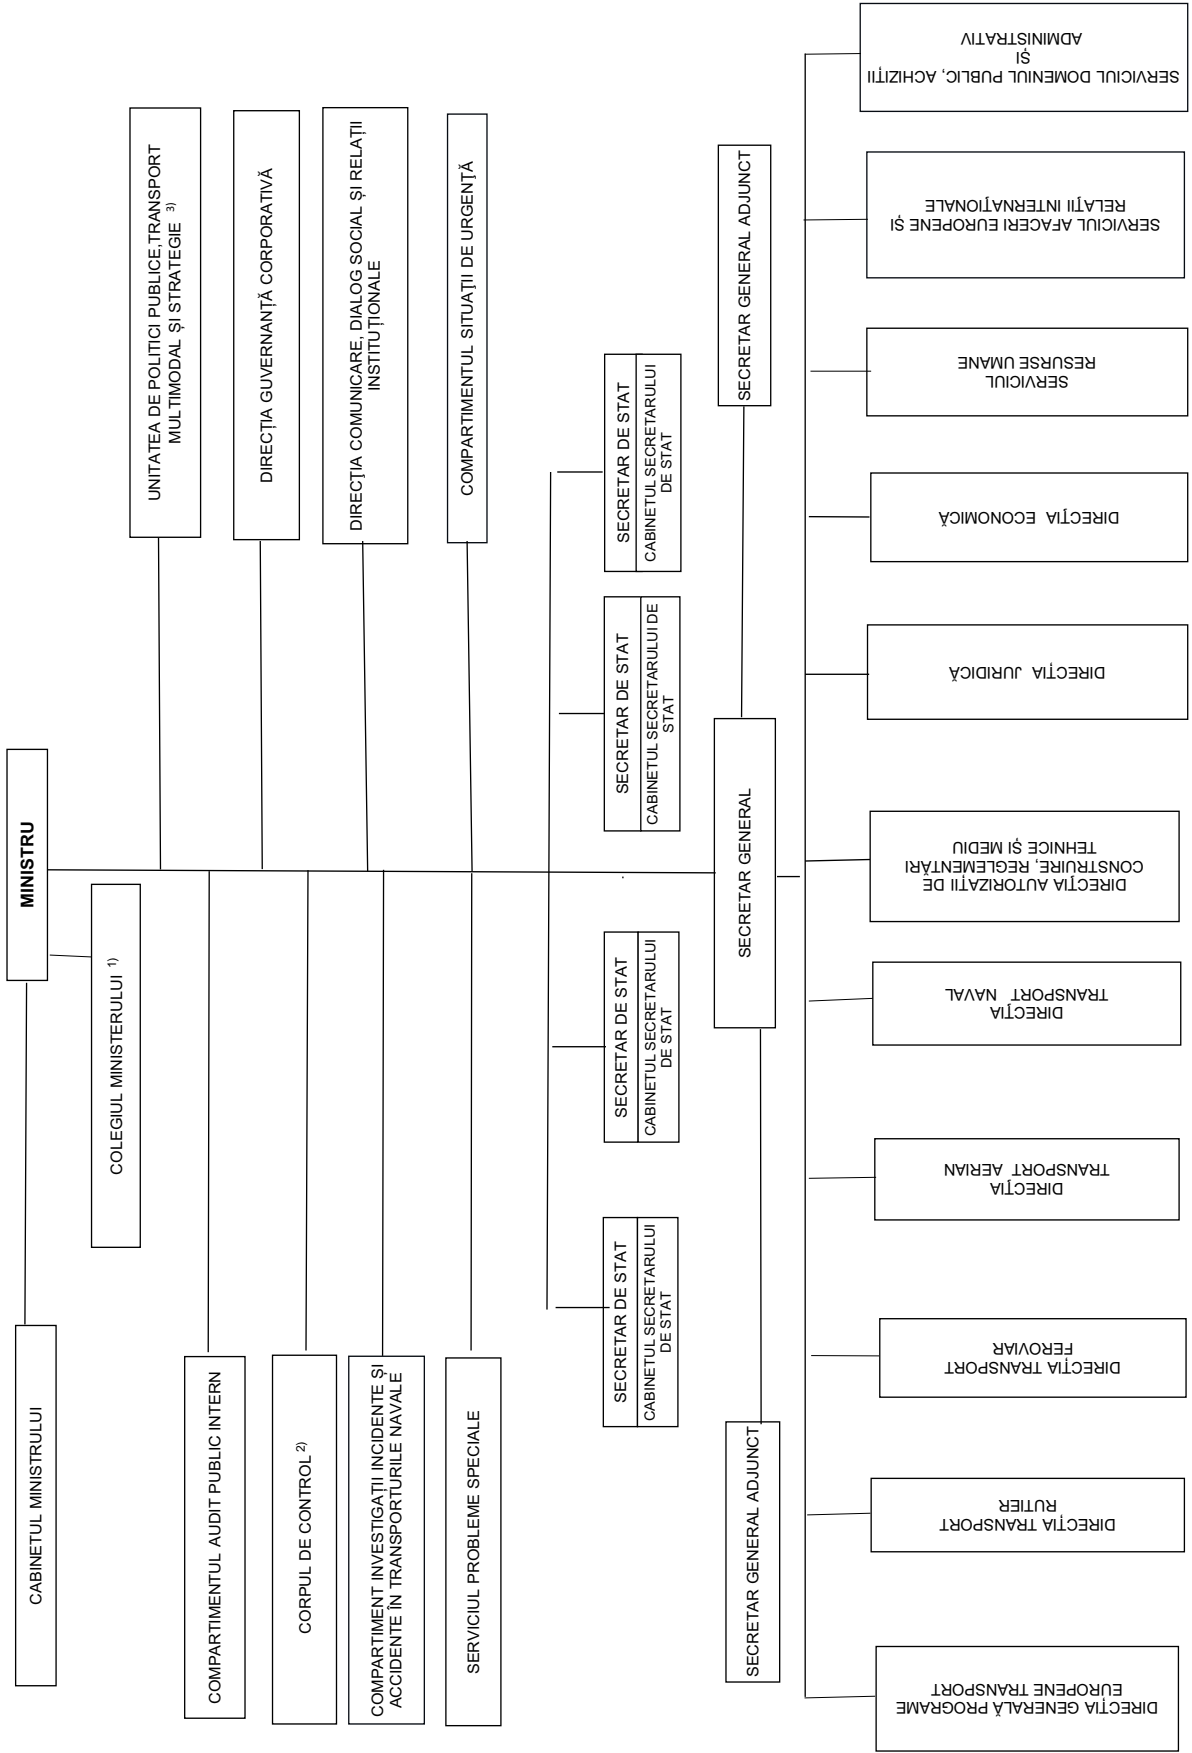 MINISTRU
CABINETUL MINISTRULUI
COLEGIUL MINISTERULUI 1)
COMPARTIMENTUL AUDIT PUBLIC INTERN
CORPUL DE CONTROL 2)
COMPARTIMENT INVESTIGAȚII INCIDENTE ȘI
ACCIDENTE ÎN TRANSPORTURILE NAVALE
SERVICIUL PROBLEME SPECIALE
UNITATEA DE POLITICI PUBLICE,TRANSPORT
MULTIMODAL ȘI STRATEGIE 3)
DIRECȚIA GUVERNANȚĂ CORPORATIVĂ
DIRECȚIA COMUNICARE, DIALOG SOCIAL ȘI RELAȚII
INSTITUȚIONALE
COMPARTIMENTUL SITUAȚII DE URGENȚĂ
SECRETAR DE STAT
CABINETUL SECRETARULUI
DE STAT
SECRETAR DE STAT
CABINETUL SECRETARULUI
DE STAT
SECRETAR DE STAT
CABINETUL SECRETARULUI DE
STAT
SECRETAR DE STAT
CABINETUL SECRETARULUI
DE STAT
SECRETAR GENERAL ADJUNCT
SECRETAR GENERAL
SECRETAR GENERAL ADJUNCT
DIRECȚIA GENERALĂ PROGRAME
EUROPENE TRANSPORT
DIRECȚIA TRANSPORT
RUTIER
DIRECȚIA TRANSPORT
FEROVIAR
DIRECȚIA
TRANSPORT AERIAN
DIRECȚIA
TRANSPORT NAVAL
DIRECȚIA AUTORIZAȚII DE
CONSTRUIRE, REGLEMENTĂRI
TEHNICE ȘI MEDIU
DIRECȚIA JURIDICĂ
DIRECȚIA ECONOMICĂ
SERVICIUL
RESURSE UMANE
SERVICIUL AFACERI EUROPENE ȘI
RELAȚII INTERNAȚIONALE
SERVICIUL DOMENIUL PUBLIC, ACHIZIȚII
ȘI
ADMINISTRATIV